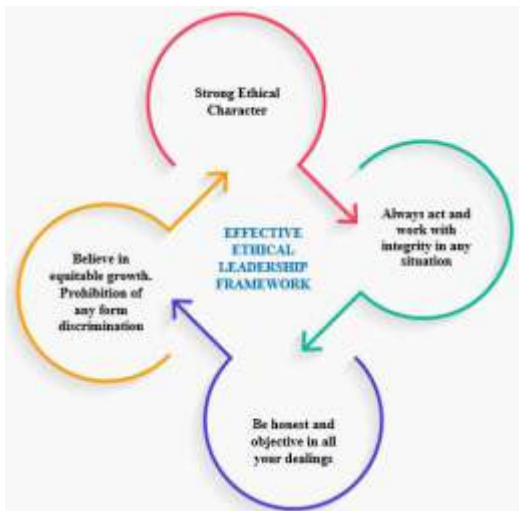 Strong Ethical
Character
Always act and
work with
integrity in any
situation
EFFECTIVE
ETHICAL
LEADERSHIP
FRAMEWORK
Believe in
equitable growth.
Prohibition of
any form
discrimination
Be honest and
objective in all
your dealings